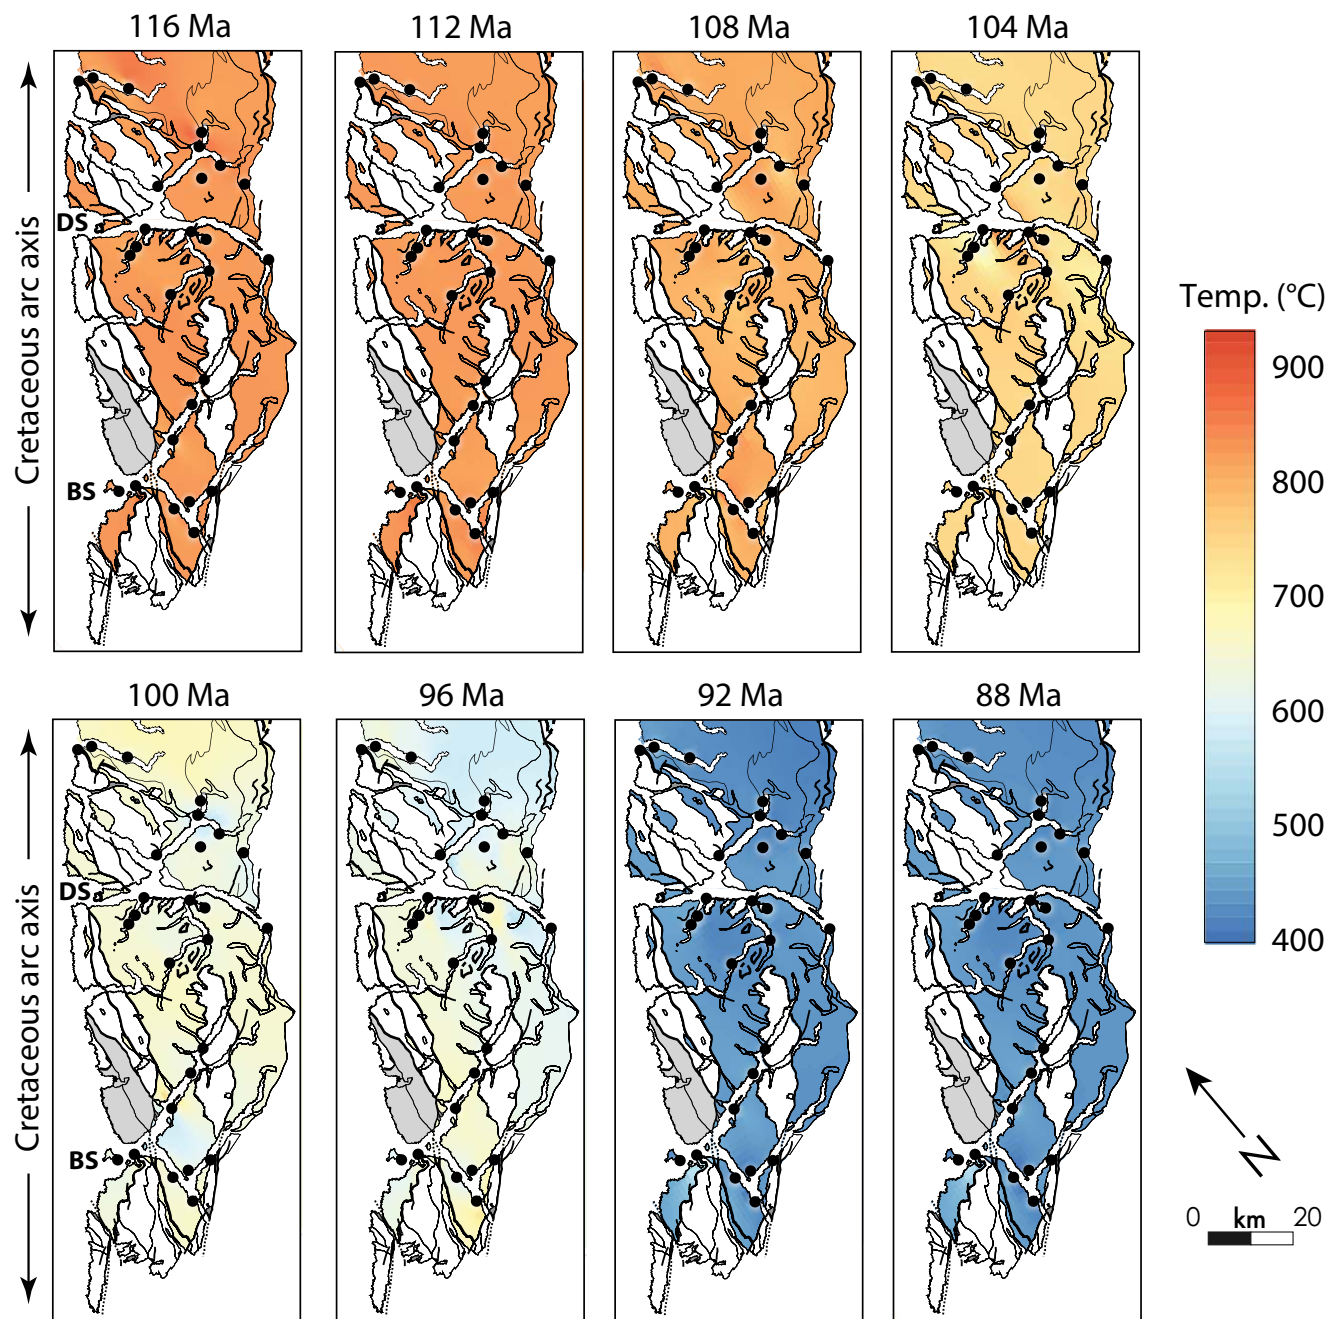 116 Ma
112 Ma
108 Ma
104 Ma
Cretaceous arc axis
DS
BS
Temp. (°C)
900
800
700
600
500
400
100 Ma
96 Ma
92 Ma
88 Ma
Cretaceous arc axis
DS
BS
N
0 km 20